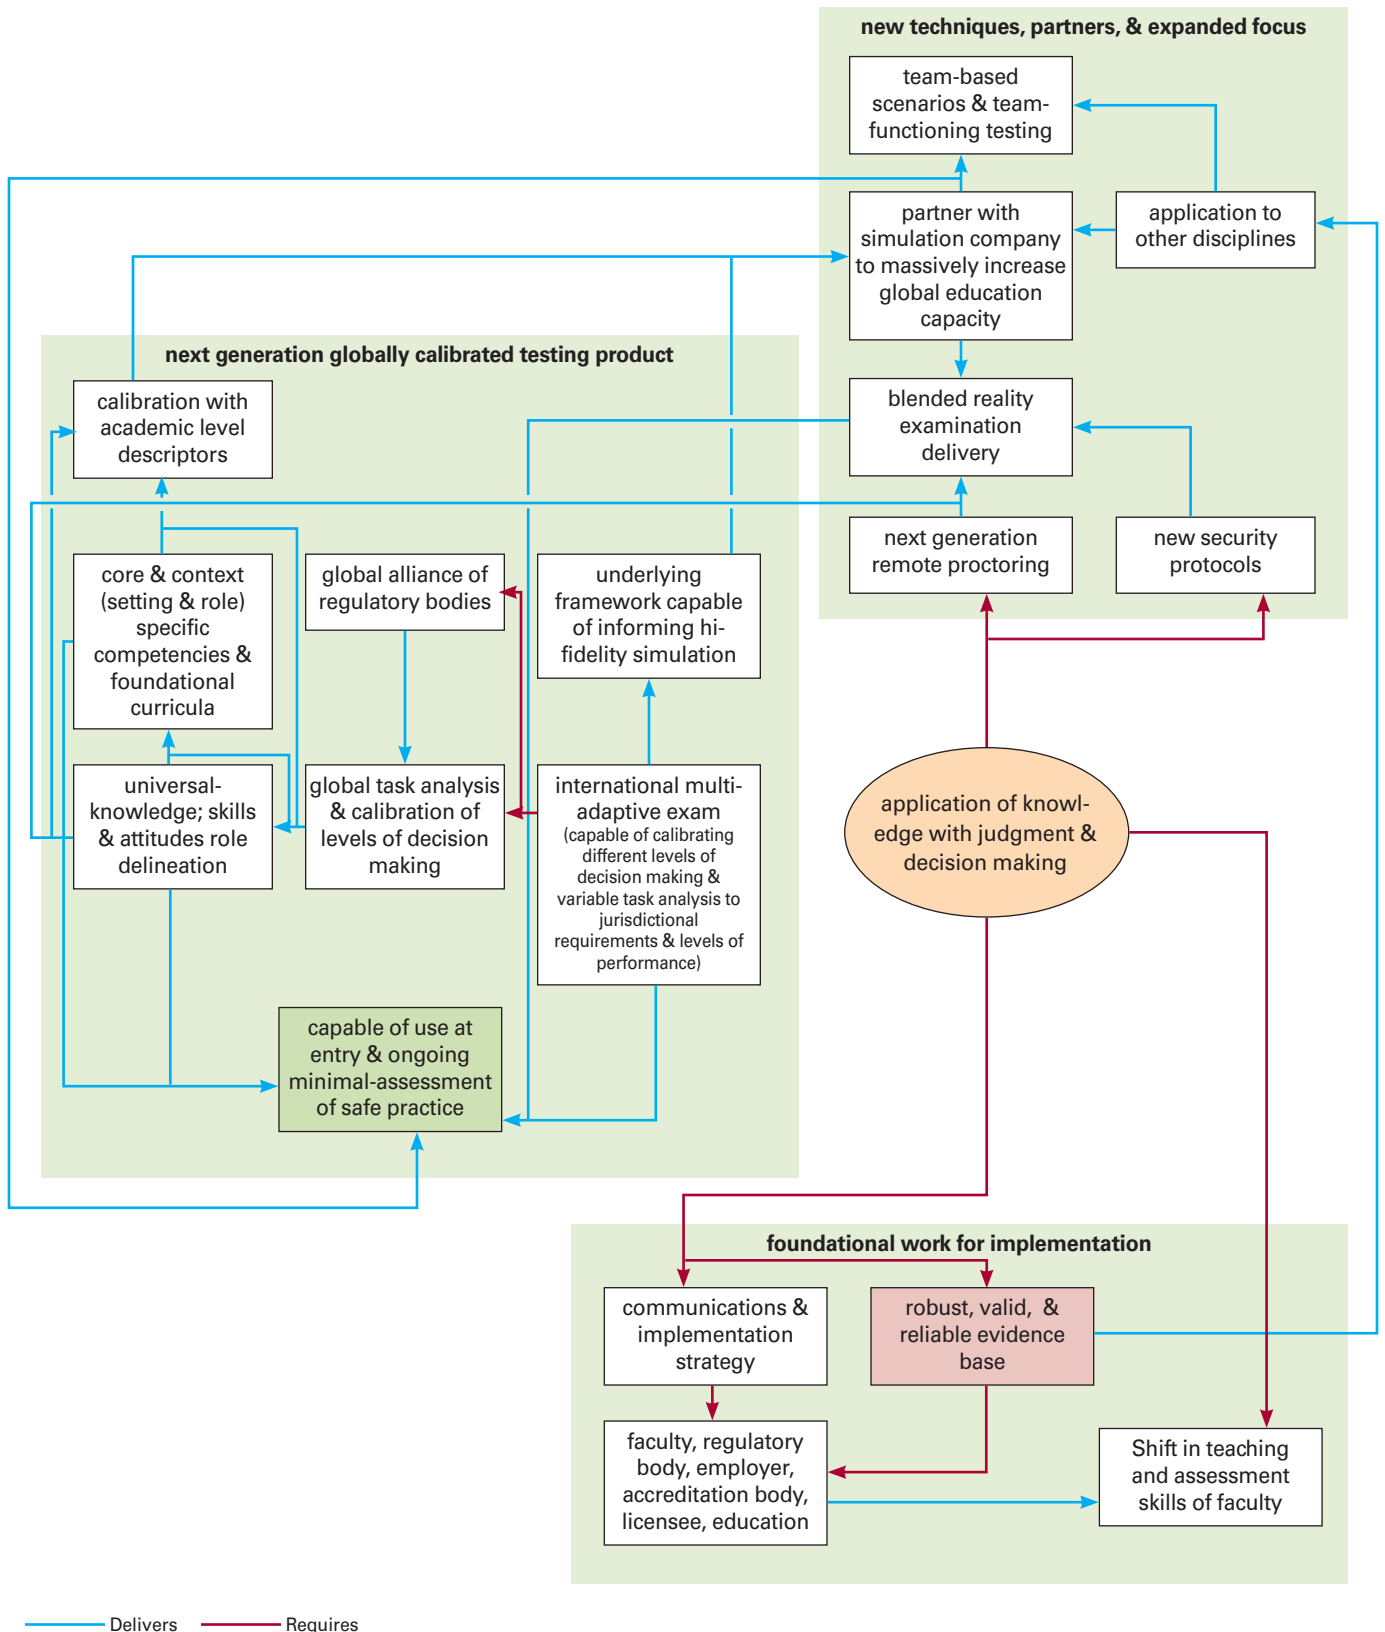 new techniques, partners, & expanded focus
team-based
scenarios & team-
functioning testing
partner with
simulation company
to massively increase
global education
capacity
application to
other disciplines
blended reality
examination
delivery
next generation
remote proctoring
new security
protocols
next generation globally calibrated testing product
calibration with
academic level
descriptors
core & context
(setting & role)
specific
competencies &
foundational
curricula
global alliance of
regulatory bodies
underlying
framework capable
of informing hi-
fidelity simulation
universal-
knowledge; skills
& attitudes role
delineation
global task analysis
& calibration of
levels of decision
making
international multi-
adaptive exam
(capable of calibrating
different levels of
decision making &
variable task analysis to
jurisdictional
requirements & levels of
performance)
application of knowl-
edge with judgment &
decision making
capable of use at
entry & ongoing
minimal-assessment
of safe practice
foundational work for implementation
communications &
implementation
strategy
robust, valid, &
reliable evidence
base
faculty, regulatory
body, employer,
accreditation body,
licensee, education
Shift in teaching
and assessment
skills of faculty
Delivers
Requires